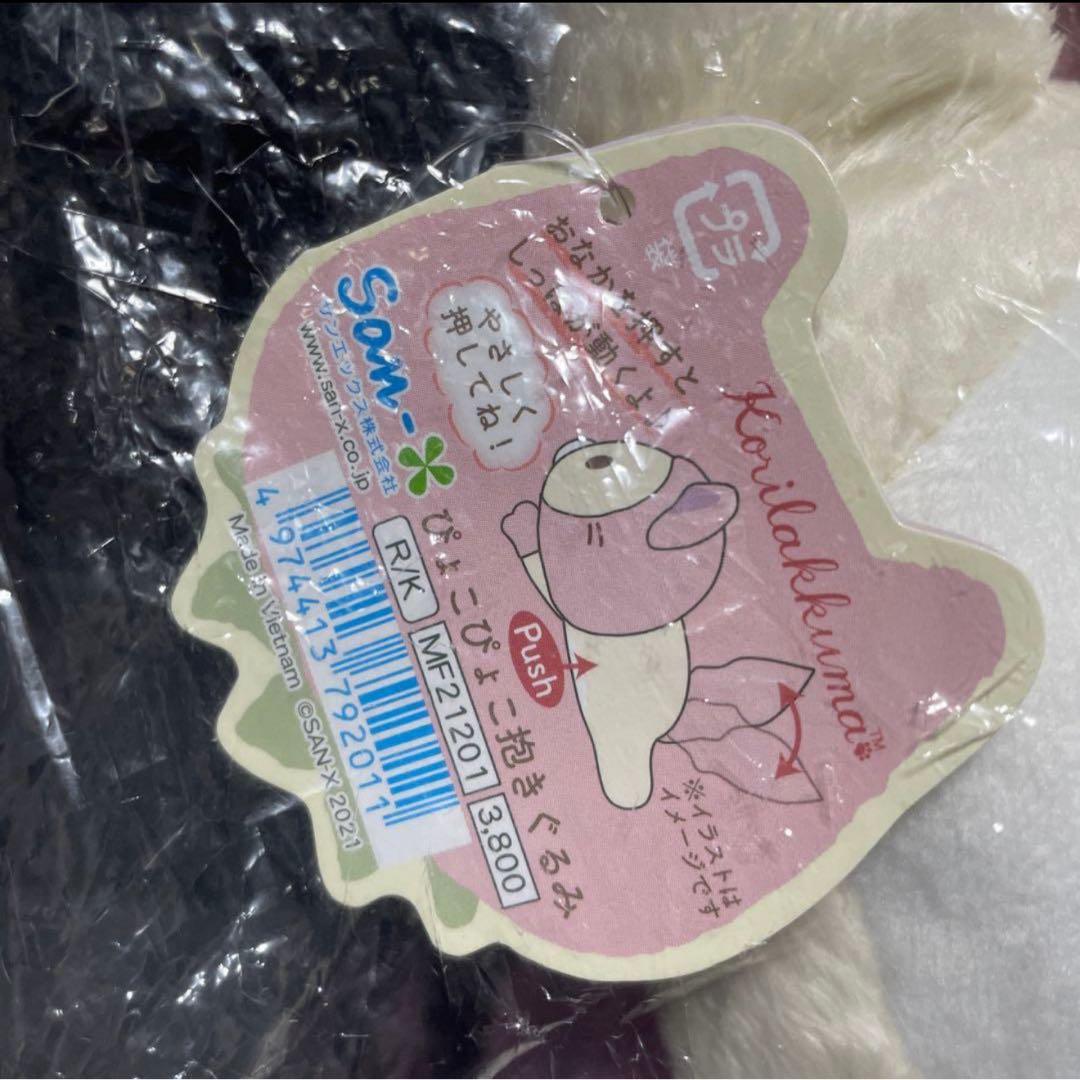 Korilakkuma™
プラ
袋
おなかを押すと
しっぽが動くよ♪
やさしく
押してね!
Push
※イラストは
イメージです
San-X
サンエックス株式会社
www.san-x.co.jp
ぴょこぴょこ抱きぐるみ
R/K MF21201 3,800
4 974413 792011
Made in Vietnam ©SAN-X 2021